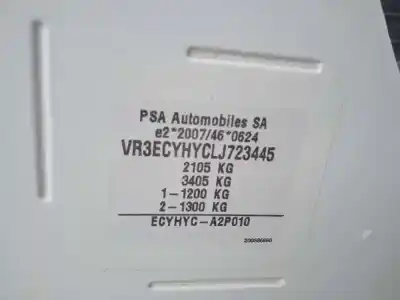 PSA Automobiles SA
e2*2007/46*0624
VR3ECYHYCLJ723445
2105 KG
3405 KG
1-1200 KG
2-1300 KG
ECYHYC-A2P010